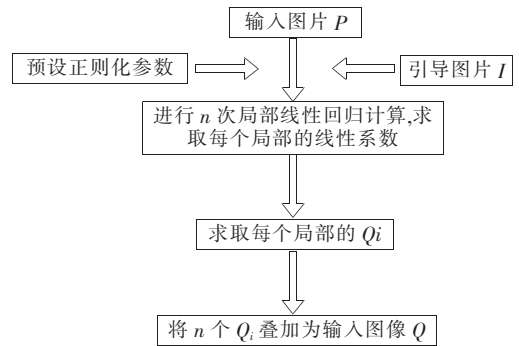 输入图片 P
预设正则化参数
引导图片 I
进行 n 次局部线性回归计算,求
取每个局部的线性系数
求取每个局部的 Qi
将 n 个 Qi 叠加为输入图像 Q